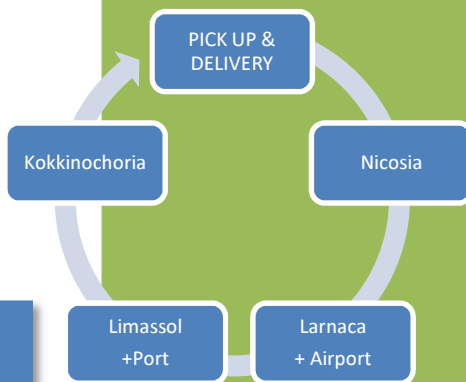 PICK UP &
DELIVERY
Kokkinochoria
Nicosia
Limassol
+Port
Larnaca
+ Airport